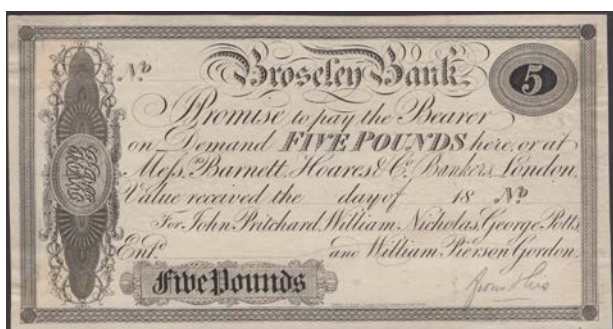 No Broseley Bank 5
I Promise to pay the Bearer
on Demand FIVE POUNDS here, or at
Messrs. Barnett, Hoares & Co. Bankers, London,
Value received the day of 18 No
For John Pritchard, William Nicholas, George Potts,
Entd and William Pierson Gordon.
Five Pounds